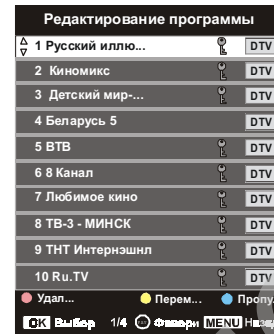 Редактирование программы
1 Русский иллю... DTV
2 Киномикс DTV
3 Детский мир-... DTV
4 Беларусь 5 DTV
5 ВТВ DTV
6 8 Канал DTV
7 Любимое кино DTV
8 ТВ-3 - МИНСК DTV
9 ТНТ Интернэшнл DTV
10 Ru.TV DTV
Удал... Перем... Пропу
OK Выбор 1/4 MENU